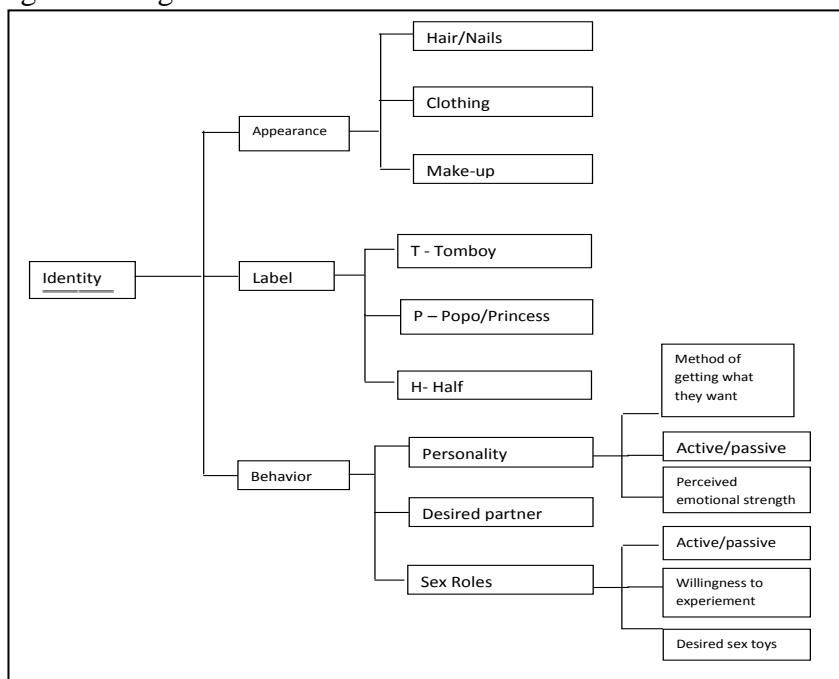 Hair/Nails
Clothing
Make-up
Appearance
Identity
Label
T - Tomboy
P – Popo/Princess
H- Half
Behavior
Personality
Desired partner
Sex Roles
Method of
getting what
they want
Active/passive
Perceived
emotional strength
Active/passive
Willingness to
experiement
Desired sex toys